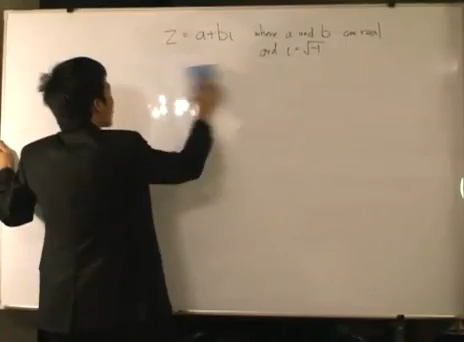 z = a+bi where a and b are real
and i = √-1